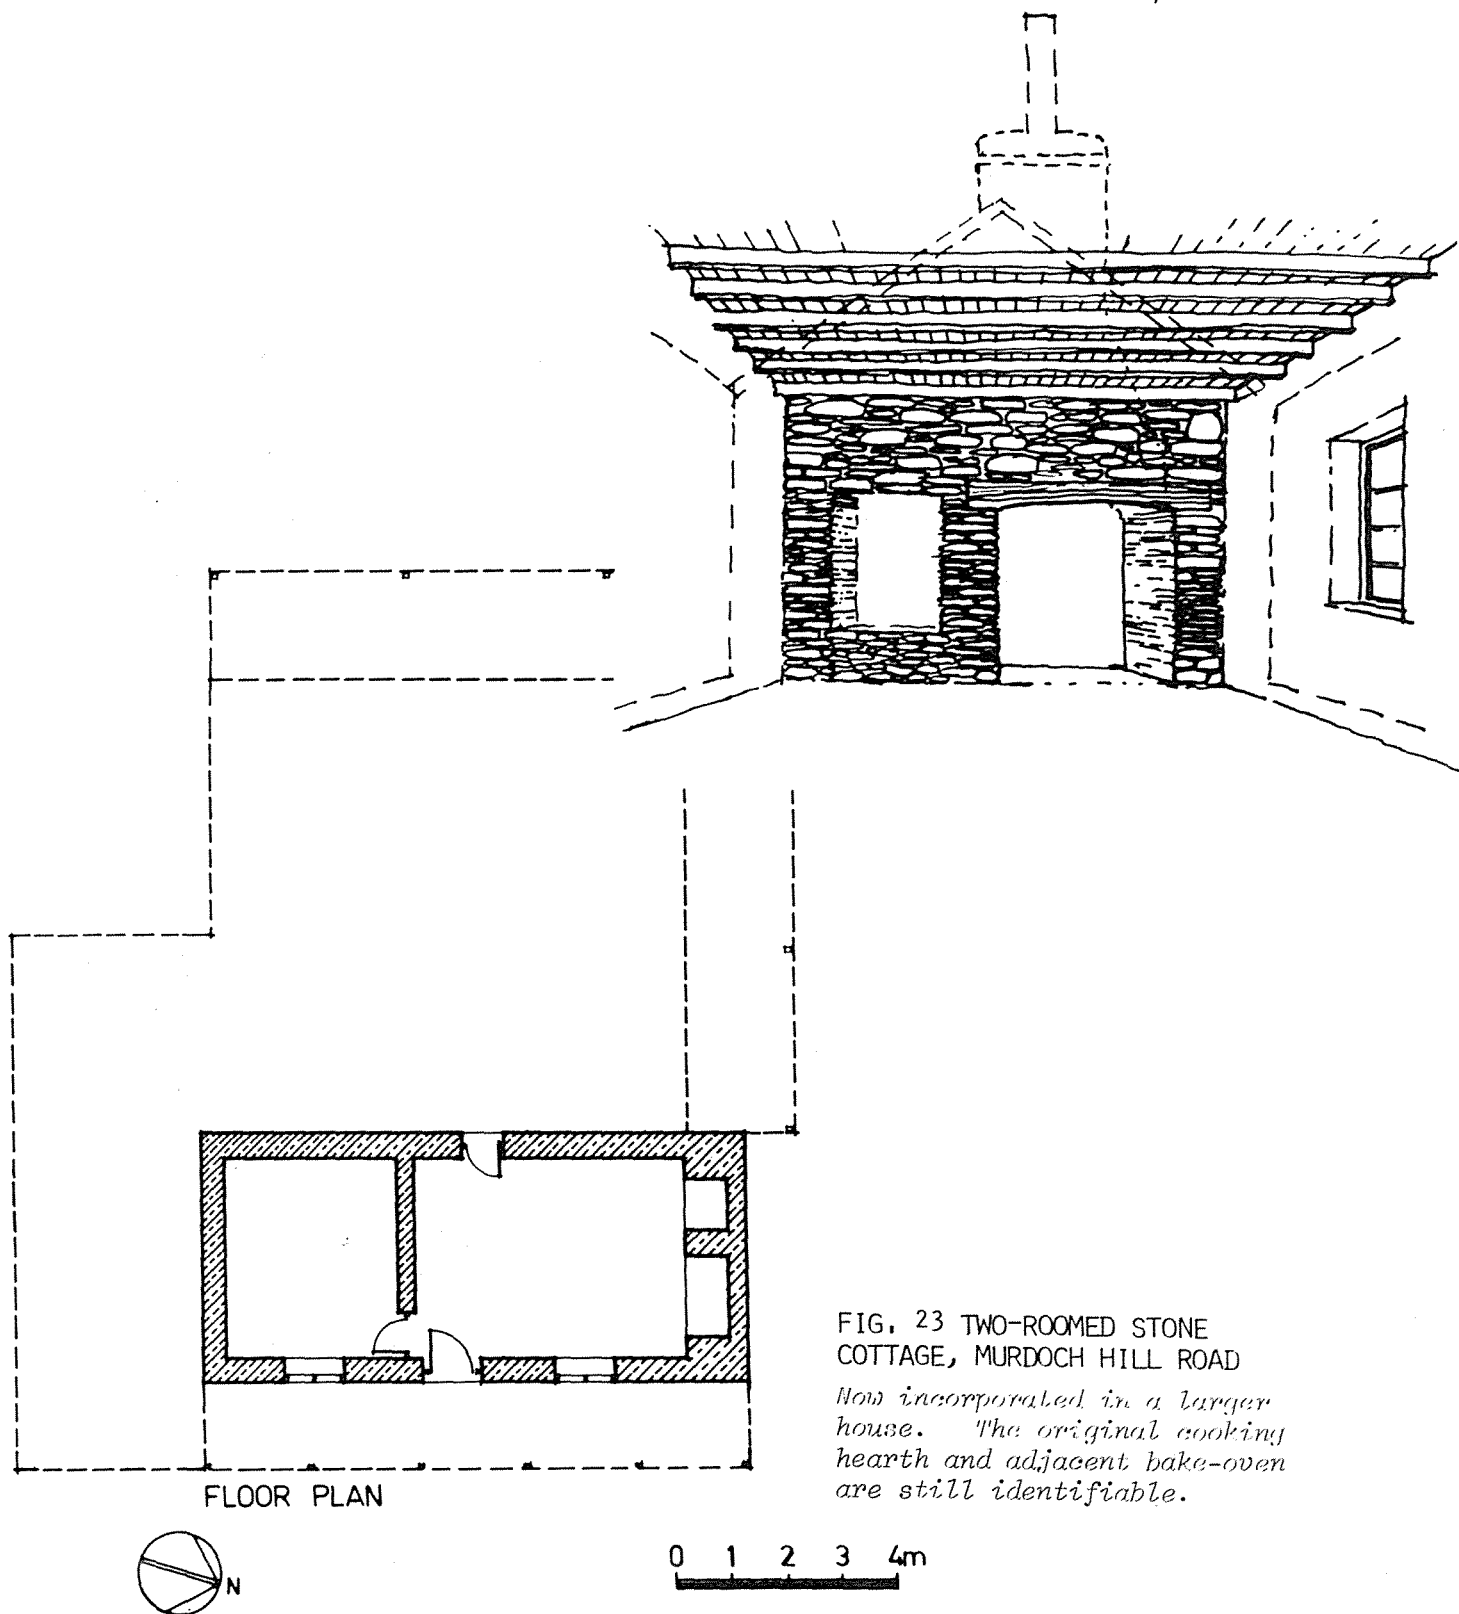 FIG. 23 TWO-ROOMED STONE
COTTAGE, MURDOCH HILL ROAD
Now incorporated in a larger
house. The original cooking
hearth and adjacent bake-oven
are still identifiable.
FLOOR PLAN
N
0 1 2 3 4m